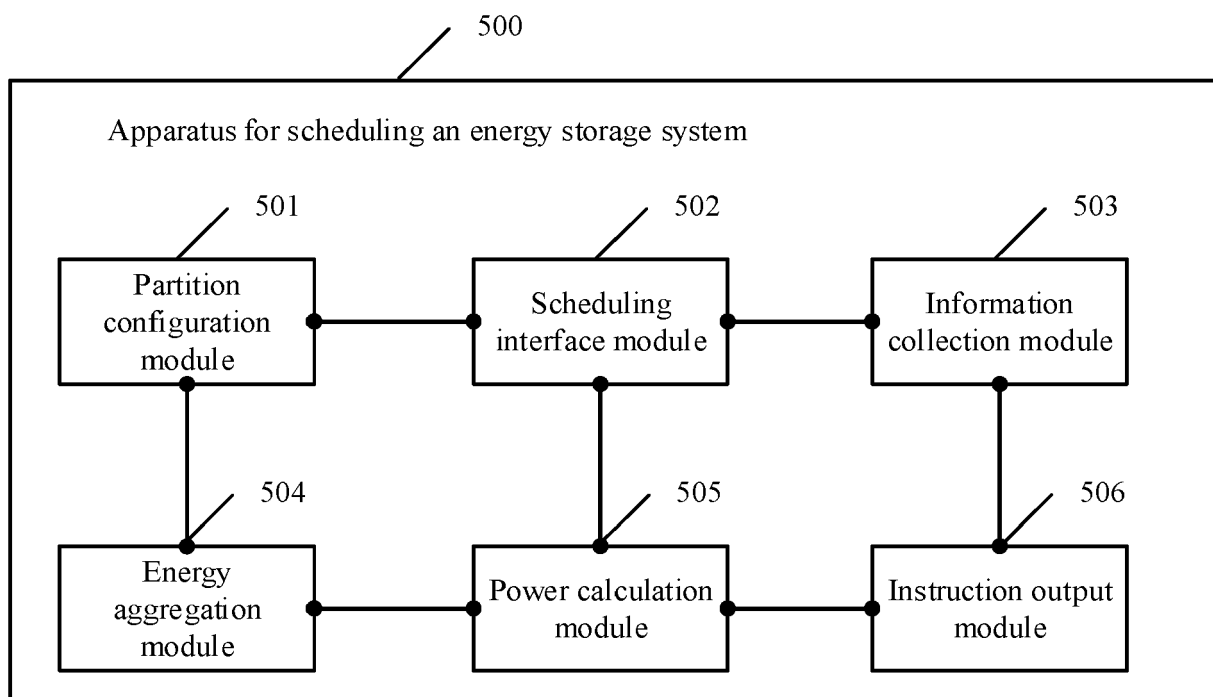 500
Apparatus for scheduling an energy storage system
501
502
503
Partition
configuration
module
Scheduling
interface module
Information
collection module
504
505
506
Energy
aggregation
module
Power calculation
module
Instruction output
module